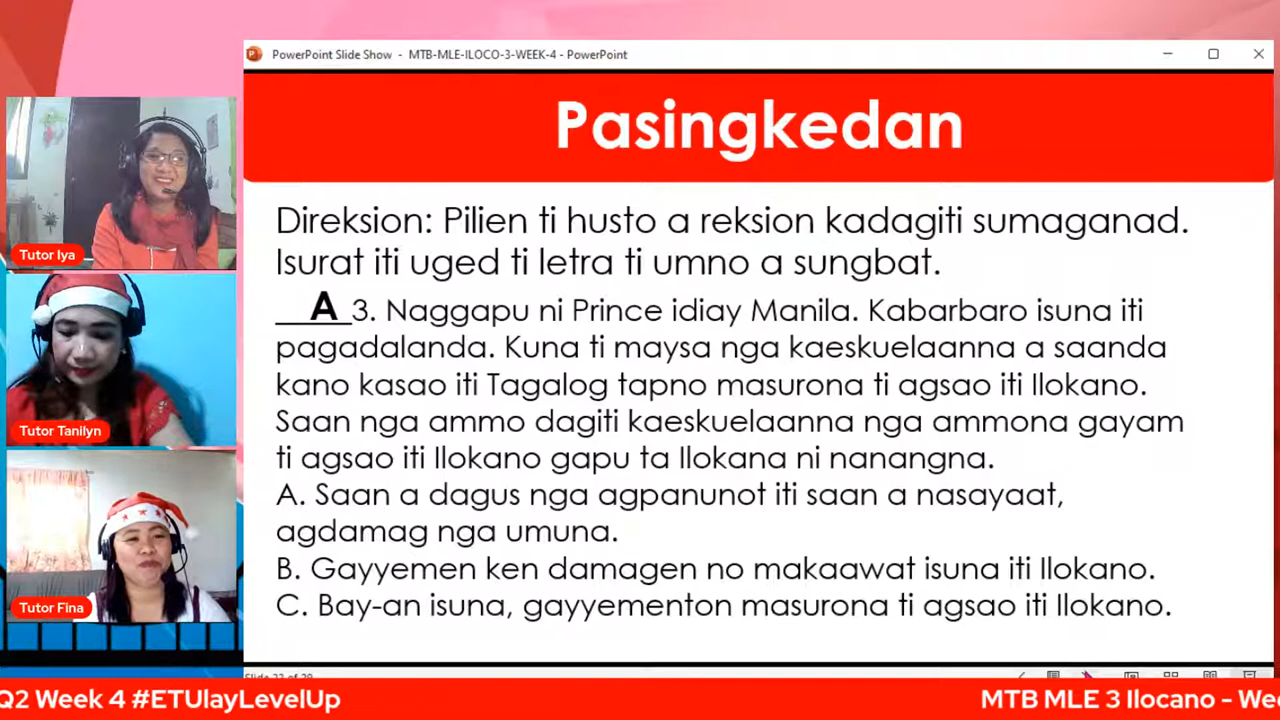 PowerPoint Slide Show - MTB-MLE-ILOCO-3-WEEK-4 - PowerPoint
Pasingkedan
Direksion: Pilien ti husto a reksion kadagiti sumaganad.
Isurat iti uged ti letra ti umno a sungbat.
__A__3. Naggapu ni Prince idiay Manila. Kabarbaro isuna iti
pagadalanda. Kuna ti maysa nga kaeskuelaanna a saanda
kano kasao iti Tagalog tapno masurona ti agsao iti Ilokano.
Saan nga ammo dagiti kaeskuelaanna nga ammona gayam
ti agsao iti Ilokano gapu ta Ilokana ni nanangna.
A. Saan a dagus nga agpanunot iti saan a nasayaat,
agdamag nga umuna.
B. Gayyemen ken damagen no makaawat isuna iti Ilokano.
C. Bay-an isuna, gayyementon masurona ti agsao iti Ilokano.
Tutor Iya
Tutor Tanilyn
Tutor Fina
Q2 Week 4 #ETUlayLevelUp
MTB MLE 3 Ilocano -